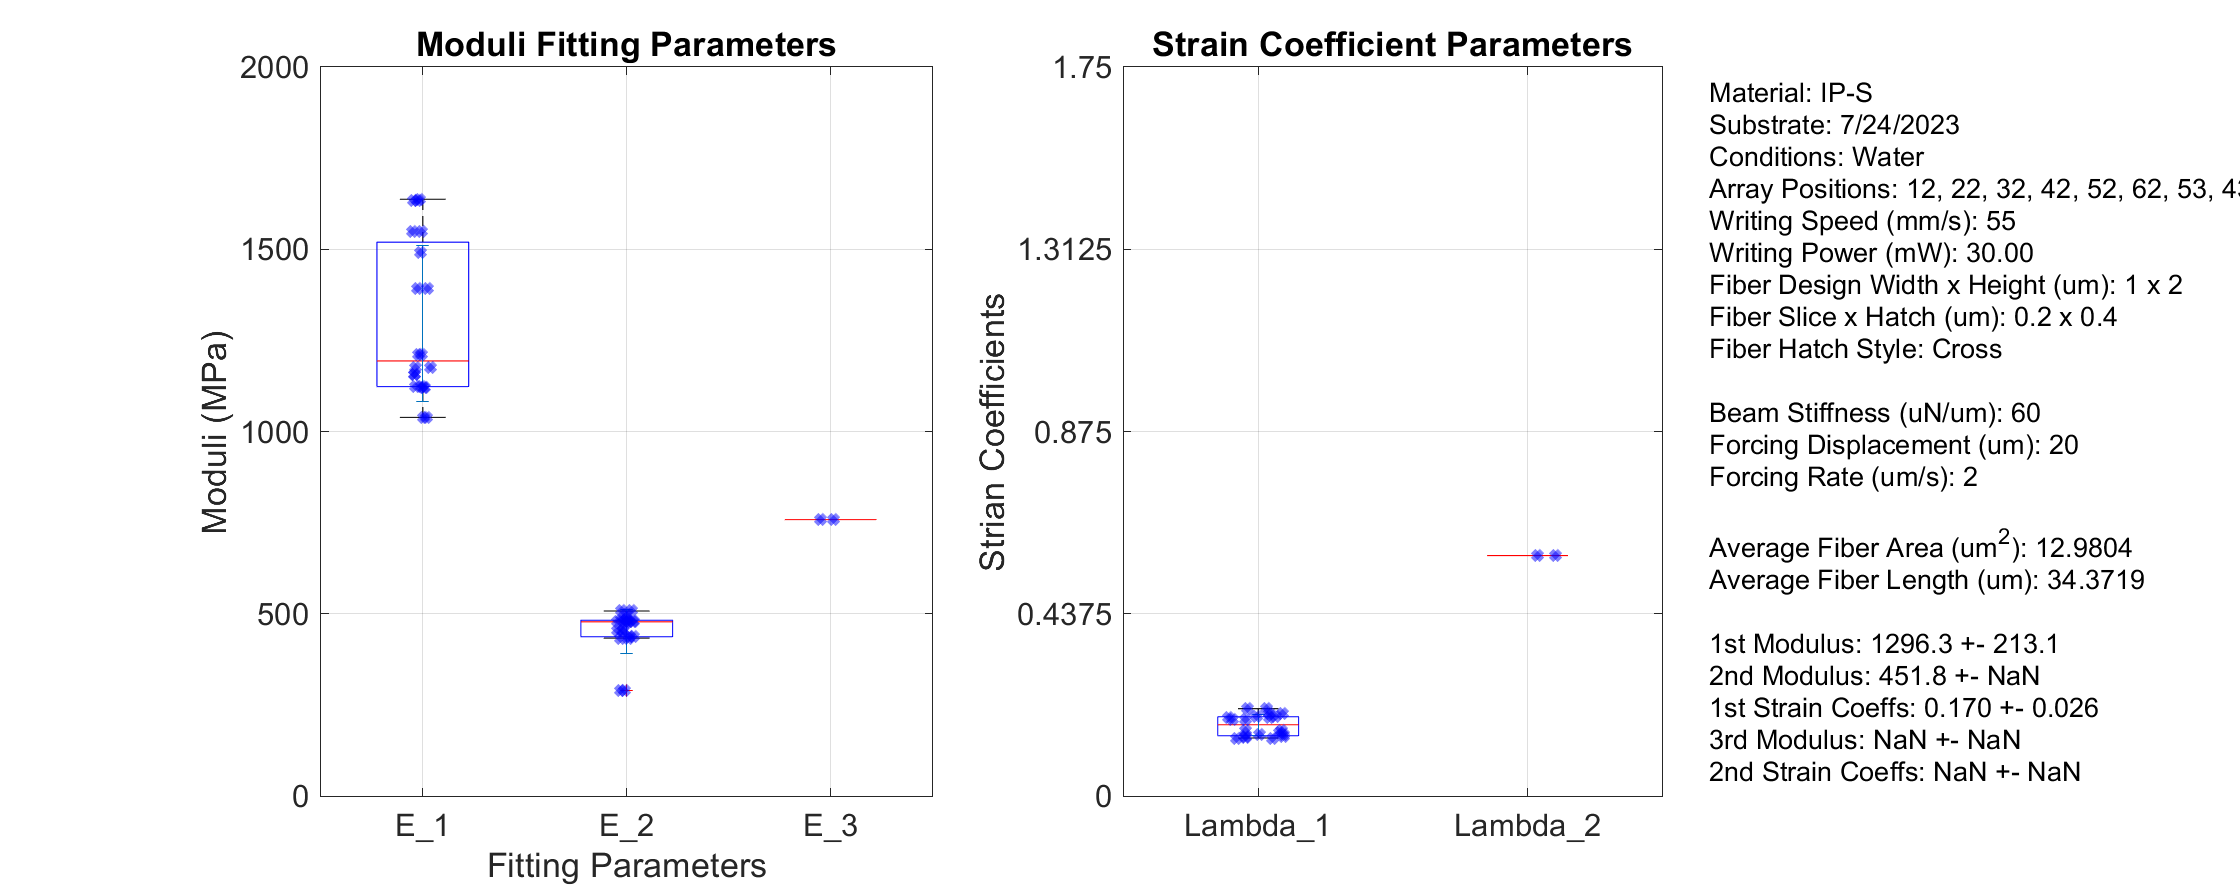 Moduli Fitting Parameters
2000
1500
1000
500
0
Moduli (MPa)
E_1
E_2
E_3
Fitting Parameters
Strain Coefficient Parameters
1.75
1.3125
0.875
0.4375
0
Strian Coefficients
Lambda_1
Lambda_2
Material: IP-S
Substrate: 7/24/2023
Conditions: Water
Array Positions: 12, 22, 32, 42, 52, 62, 53,
Writing Speed (mm/s): 55
Writing Power (mW): 30.00
Fiber Design Width x Height (um): 1 x 2
Fiber Slice x Hatch (um): 0.2 x 0.4
Fiber Hatch Style: Cross
Beam Stiffness (uN/um): 60
Forcing Displacement (um): 20
Forcing Rate (um/s): 2
Average Fiber Area (um²): 12.9804
Average Fiber Length (um): 34.3719
1st Modulus: 1296.3 +- 213.1
2nd Modulus: 451.8 +- NaN
1st Strain Coeffs: 0.170 +- 0.026
3rd Modulus: NaN +- NaN
2nd Strain Coeffs: NaN +- NaN